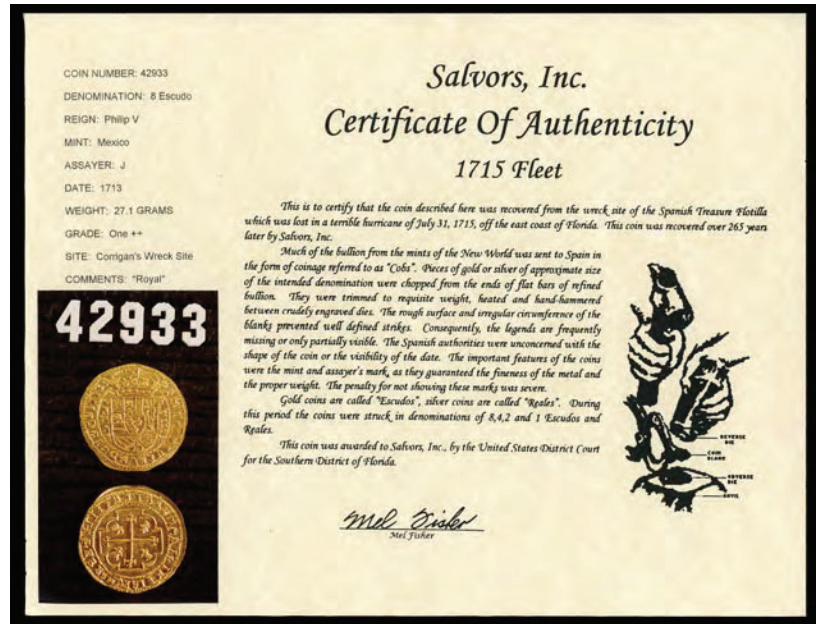 COIN NUMBER: 42933
DENOMINATION: 8 Escudo
REIGN: Philip V
MINT: Mexico
ASSAYER: J
DATE: 1713
WEIGHT: 27.1 GRAMS
GRADE: One ++
SITE: Corrigan's Wreck Site
COMMENTS: "Royal"
42933
Salvors, Inc.
Certificate Of Authenticity
1715 Fleet
This is to certify that the coin described here was recovered from the wreck site of the Spanish Treasure Flotilla
which was lost in a terrible hurricane of July 31, 1715, off the east coast of Florida. This coin was recovered over 265 years
later by Salvors, Inc.
Much of the bullion from the mints of the New World was sent to Spain in
the form of coinage referred to as "Cobs". Pieces of gold or silver of approximate size
of the intended denomination were chopped from the ends of flat bars of refined
bullion. They were trimmed to requisite weight, heated and hand-hammered
between crudely engraved dies. The rough surface and irregular circumference of the
blanks prevented well defined strikes. Consequently, the legends are frequently
missing or only partially visible. The Spanish authorities were unconcerned with the
shape of the coin or the visibility of the date. The important features of the coins
were the mint and assayer's mark, as they guaranteed the fineness of the metal and
the proper weight. The penalty for not showing these marks was severe.
Gold coins are called "Escudos", silver coins are called "Reales". During
this period the coins were struck in denominations of 8,4,2 and 1 Escudos and
Reales.
This coin was awarded to Salvors, Inc., by the United States District Court
for the Southern District of Florida.
REVERSE
DIE
COIN
BLANK
OBVERSE
DIE
ANVIL
Mel Fisher
Mel Fisher